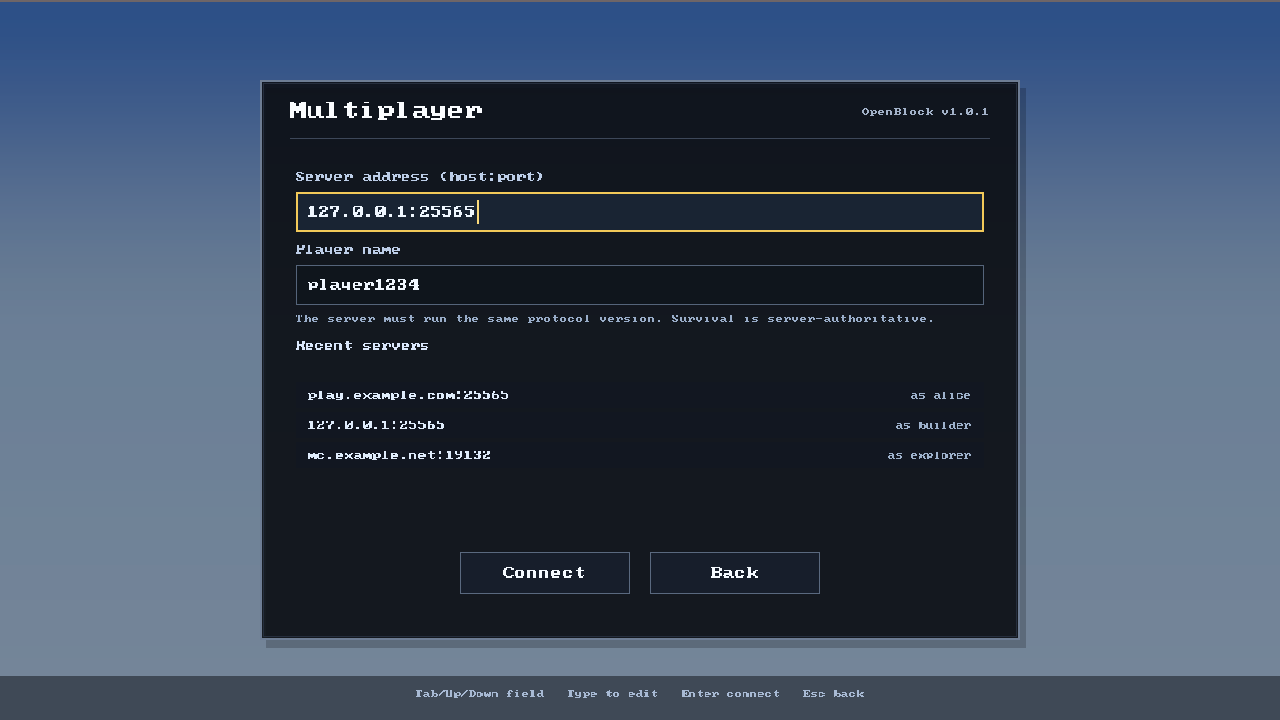 Multiplayer
OpenBlock v1.0.1
Server address (host:port)
127.0.0.1:25565
Player name
player1234
The server must run the same protocol version. Survival is server-authoritative.
Recent servers
play.example.com:25565 as alice
127.0.0.1:25565 as builder
mc.example.net:19132 as explorer
Connect Back
Tab/Up/Down field Type to edit Enter connect Esc back